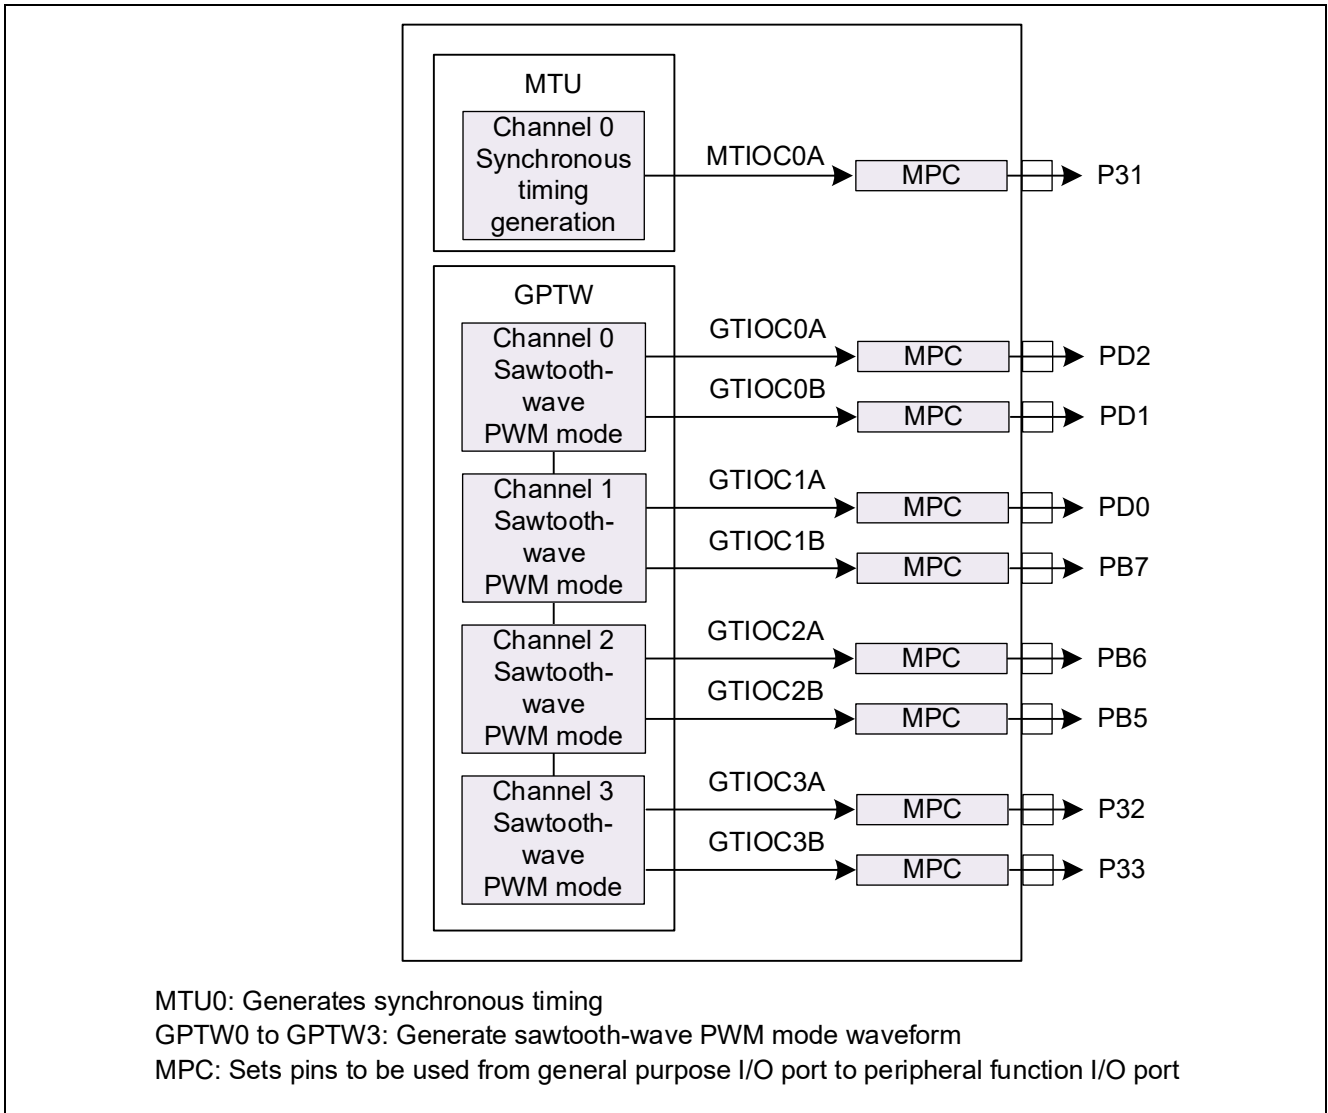 MTU
Channel 0
Synchronous
timing
generation
MTIOC0A
MPC
P31
GPTW
Channel 0
Sawtooth-
wave
PWM mode
GTIOC0A
MPC
PD2
GTIOC0B
MPC
PD1
Channel 1
Sawtooth-
wave
PWM mode
GTIOC1A
MPC
PD0
GTIOC1B
MPC
PB7
Channel 2
Sawtooth-
wave
PWM mode
GTIOC2A
MPC
PB6
GTIOC2B
MPC
PB5
Channel 3
Sawtooth-
wave
PWM mode
GTIOC3A
MPC
P32
GTIOC3B
MPC
P33
MTU0: Generates synchronous timing
GPTW0 to GPTW3: Generate sawtooth-wave PWM mode waveform
MPC: Sets pins to be used from general purpose I/O port to peripheral function I/O port